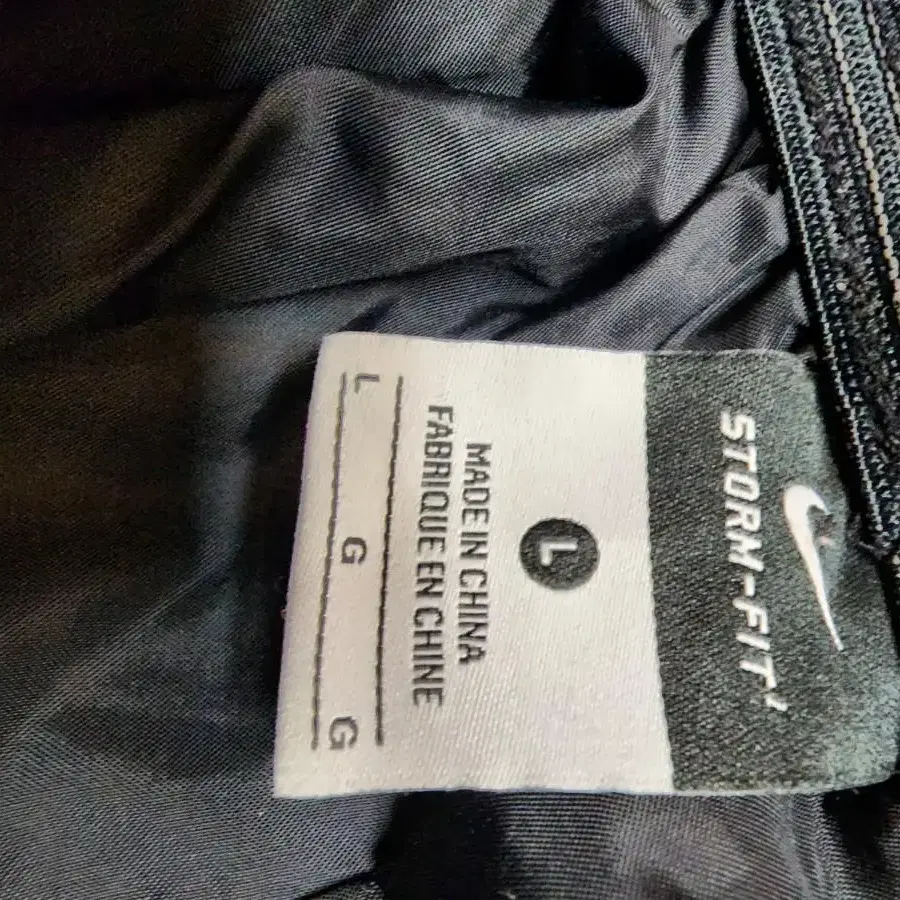 STORM-FIT
L
MADE IN CHINA
FABRIQUE EN CHINE
L G G